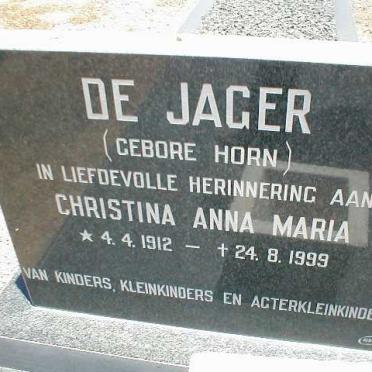 DE JAGER
(GEBORE HORN)
IN LIEFDEVOLLE HERINNERING AAN
CHRISTINA ANNA MARIA
★ 4.4.1912 — † 24.8.1999
VAN KINDERS, KLEINKINDERS EN ACTERKLEINKINDE